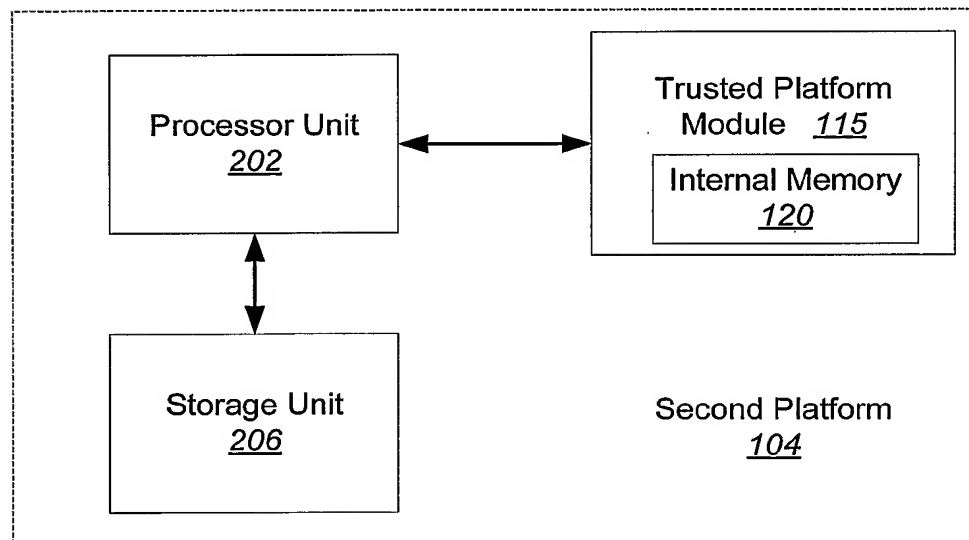 Processor Unit
202
Trusted Platform
Module 115
Internal Memory
120
Storage Unit
206
Second Platform
104